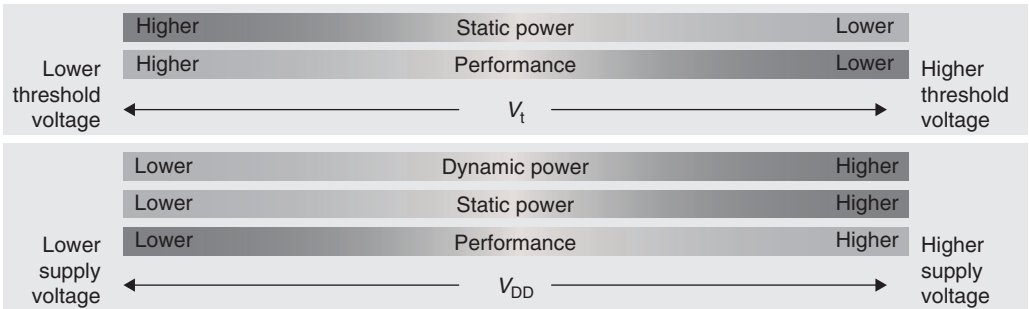 Higher Static power Lower
Higher Performance Lower
Lower
threshold
voltage
Vt
Higher
threshold
voltage
Lower Dynamic power Higher
Lower Static power Higher
Lower Performance Higher
Lower
supply
voltage
VDD
Higher
supply
voltage